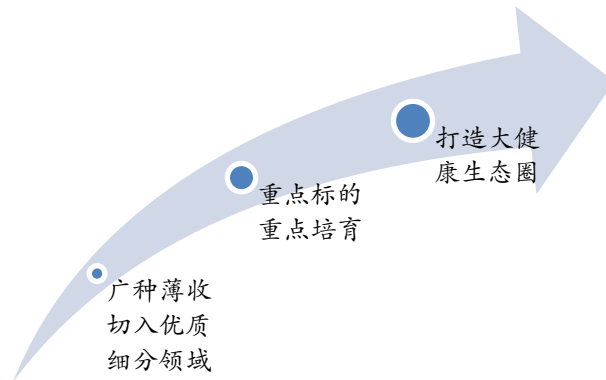 打造大健
康生态圈
重点标的
重点培育
广种薄收
切入优质
细分领域